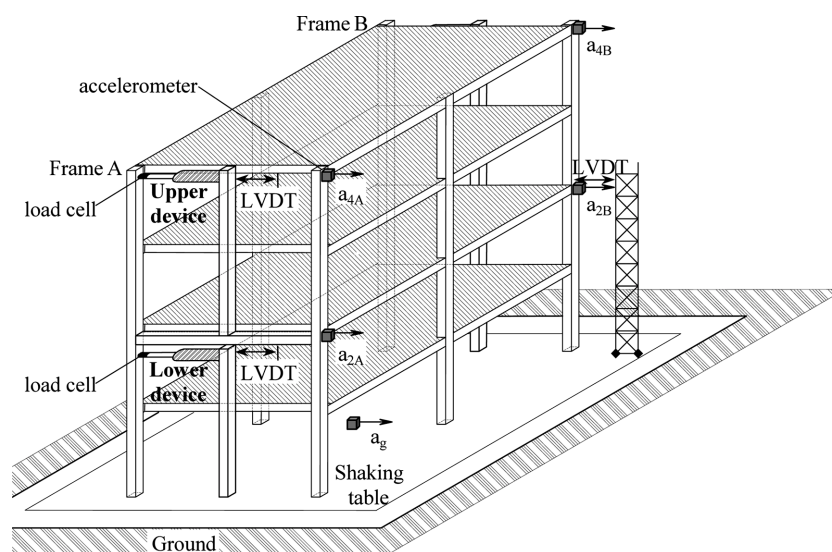 Frame B
a4B
accelerometer
Frame A
LVDT
load cell
Upper
device
LVDT
a4A
a2B
load cell
Lower
device
LVDT
a2A
ag
Shaking
table
Ground